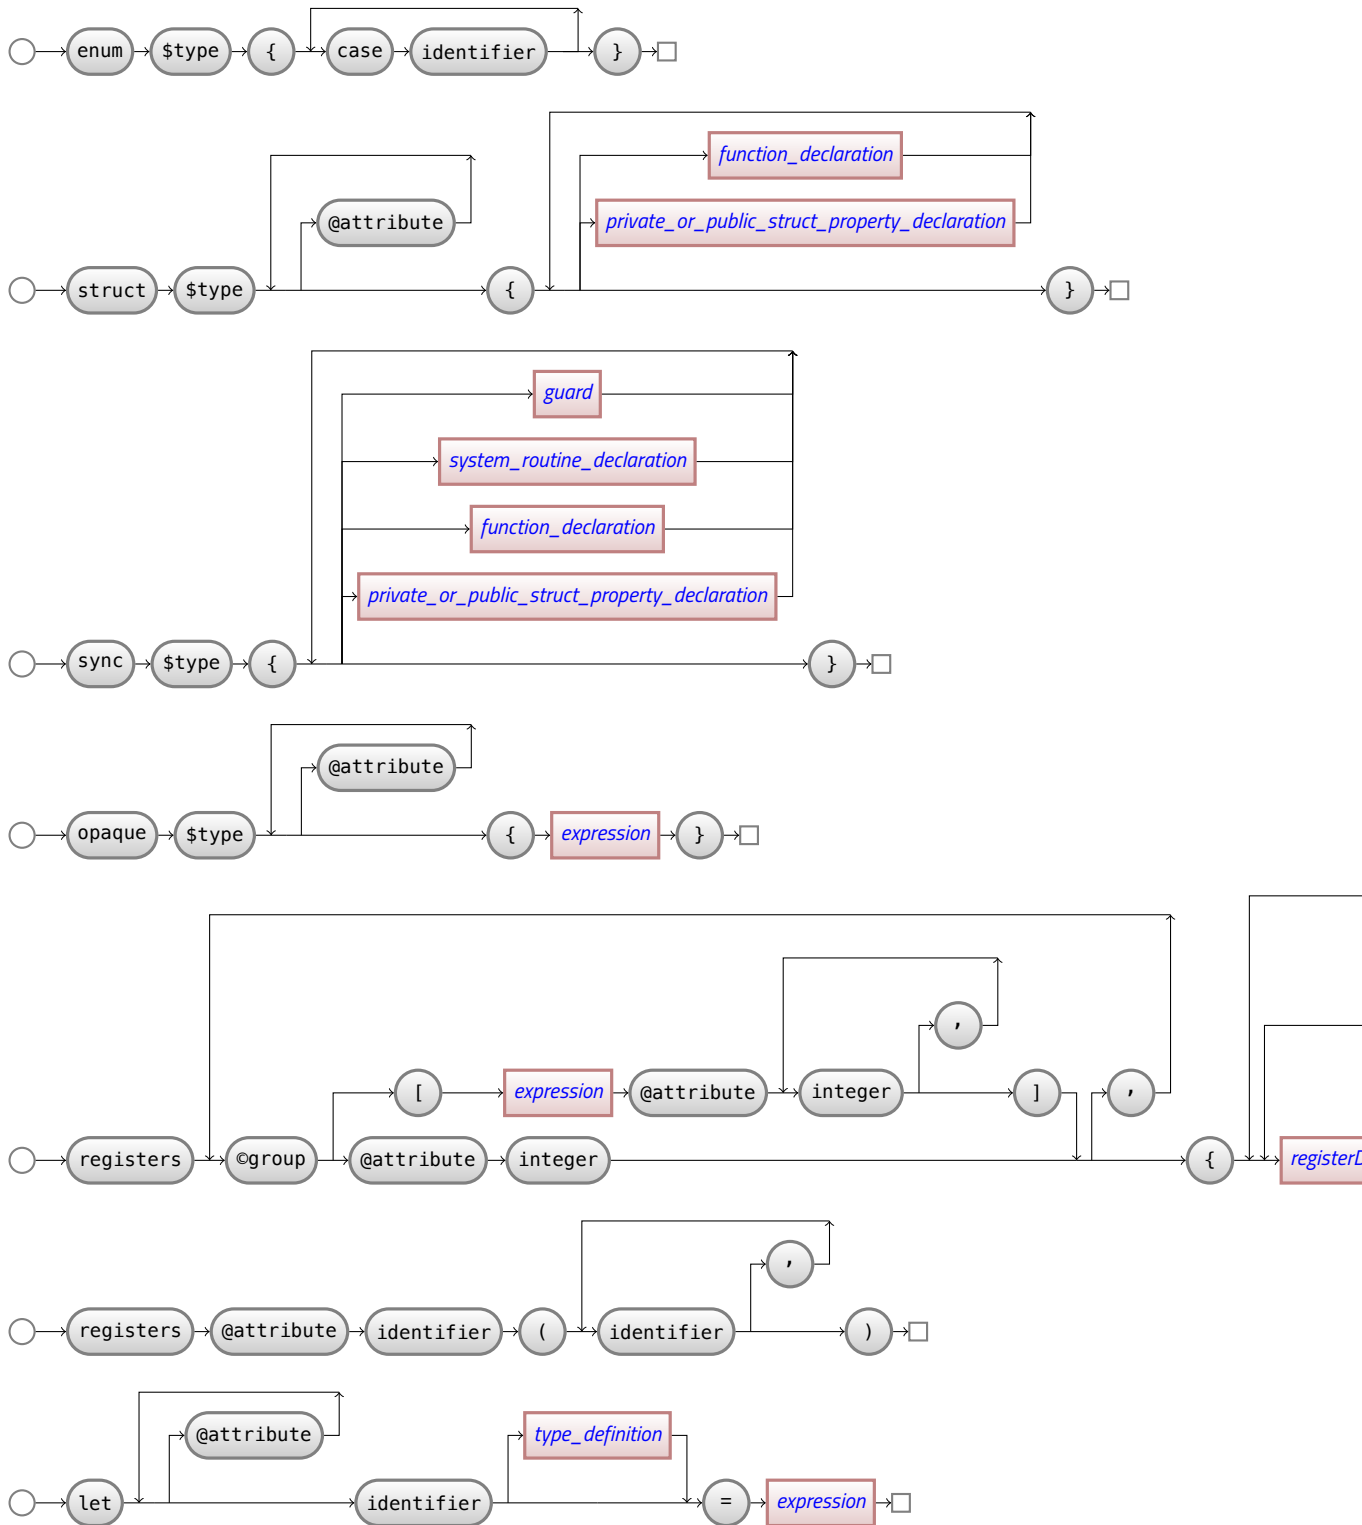 enum $type { case identifier }
function_declaration
@attribute private_or_public_struct_property_declaration
struct $type { }
guard
system_routine_declaration
function_declaration
private_or_public_struct_property_declaration
sync $type { }
@attribute
opaque $type { expression }
,
[ expression @attribute integer ] ,
registers ©group @attribute integer { registerD
,
registers @attribute identifier ( identifier )
@attribute type_definition
let identifier = expression